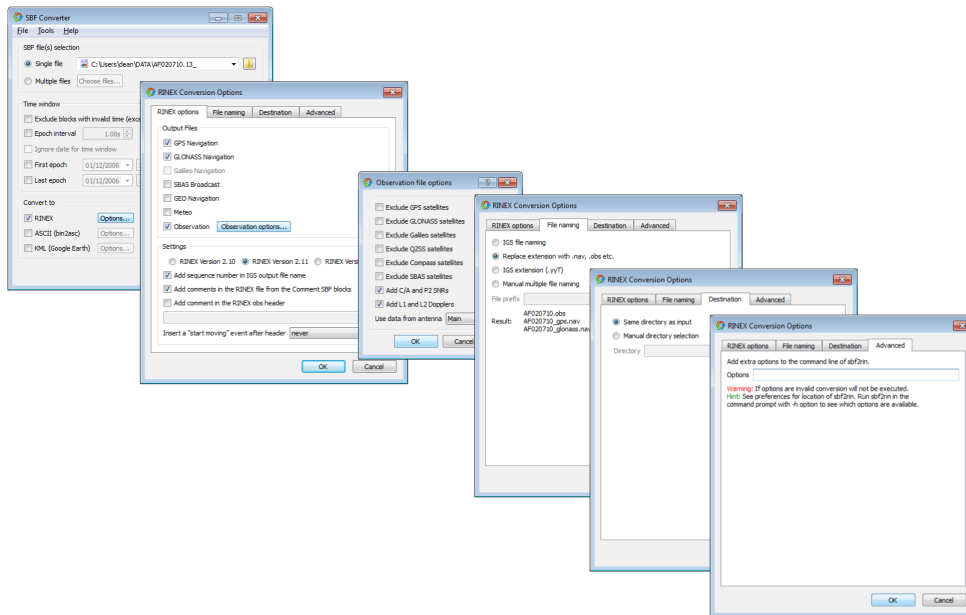 SBF Converter
File Tools Help
SBF file(s) selection
Single file C:\Users\dean\DATA\AF020710.13_
Multiple files Choose files...
Time window
Exclude blocks with invalid time (exce
Epoch interval 1.00s
Ignore date for time window
First epoch 01/12/2006
Last epoch 01/12/2006
Convert to
RINEX Options...
ASCII (bin2asc) Options...
KML (Google Earth) Options...
RINEX Conversion Options
RINEX options File naming Destination Advanced
Output Files
GPS Navigation
GLONASS Navigation
Galileo Navigation
SBAS Broadcast
GEO Navigation
Meteo
Observation Observation options...
Settings
RINEX Version 2.10 RINEX Version 2.11 RINEX Versi
Add sequence number in IGS output file name
Add comments in the RINEX file from the Comment SBF blocks
Add comment in the RINEX obs header
Insert a "start moving" event after header never
OK Cancel
Observation file options
Exclude GPS satellites
Exclude GLONASS satellites
Exclude Galileo satellites
Exclude QZSS satellites
Exclude Compass satellites
Exclude SBAS satellites
Add C/A and P2 SNRs
Add L1 and L2 Dopplers
Use data from antenna Main
OK Cancel
RINEX Conversion Options
RINEX options File naming Destination Advanced
IGS file naming
Replace extension with .nav, .obs etc.
IGS extension (.yyT)
Manual multiple file naming
File prefix
AF020710.obs
Result: AF020710_gps.nav
AF020710_glonass.nav
RINEX Conversion Options
RINEX options File naming Destination Advanced
Same directory as input
Manual directory selection
Directory
RINEX Conversion Options
RINEX options File naming Destination Advanced
Add extra options to the command line of sbf2rin.
Options
Warning: If options are invalid conversion will not be executed.
Hint: See preferences for location of sbf2rin. Run sbf2rin in the
command prompt with -h option to see which options are available.
OK Cancel